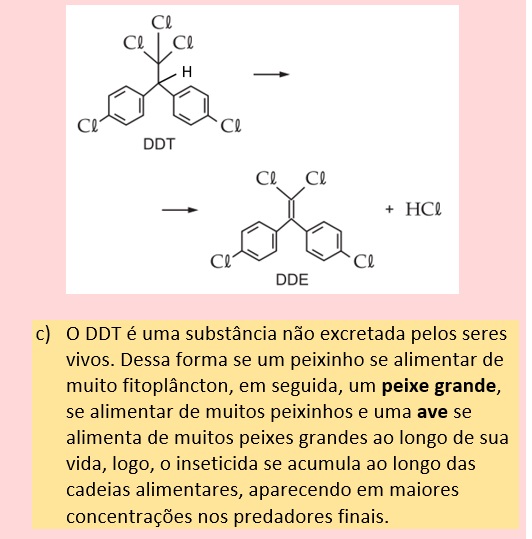 Cℓ
Cℓ Cℓ
H
Cℓ Cℓ
DDT
Cℓ Cℓ
+ HCℓ
Cℓ Cℓ
DDE
c) O DDT é uma substância não excretada pelos seres
vivos. Dessa forma se um peixinho se alimentar de
muito fitoplâncton, em seguida, um peixe grande,
se alimentar de muitos peixinhos e uma ave se
alimenta de muitos peixes grandes ao longo de sua
vida, logo, o inseticida se acumula ao longo das
cadeias alimentares, aparecendo em maiores
concentrações nos predadores finais.